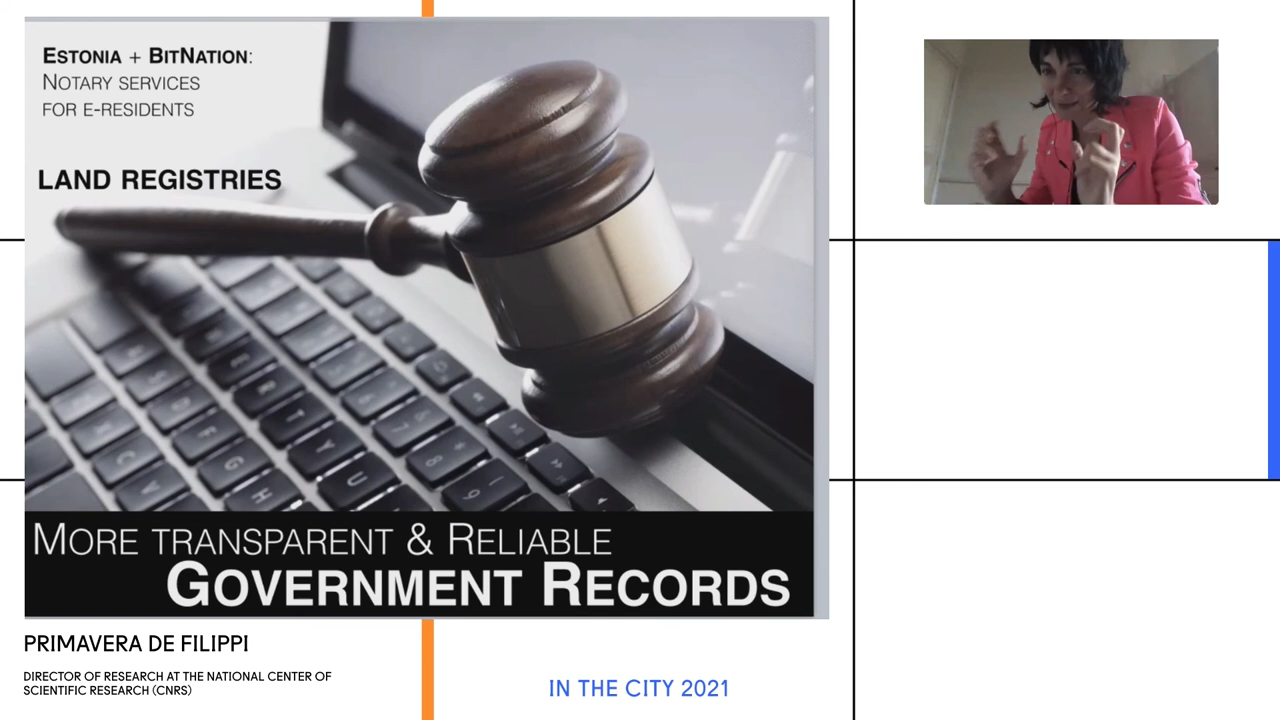 ESTONIA + BITNATION:
NOTARY SERVICES
FOR E-RESIDENTS
LAND REGISTRIES
MORE TRANSPARENT & RELIABLE
GOVERNMENT RECORDS
PRIMAVERA DE FILIPPI
DIRECTOR OF RESEARCH AT THE NATIONAL CENTER OF
SCIENTIFIC RESEARCH (CNRS)
IN THE CITY 2021